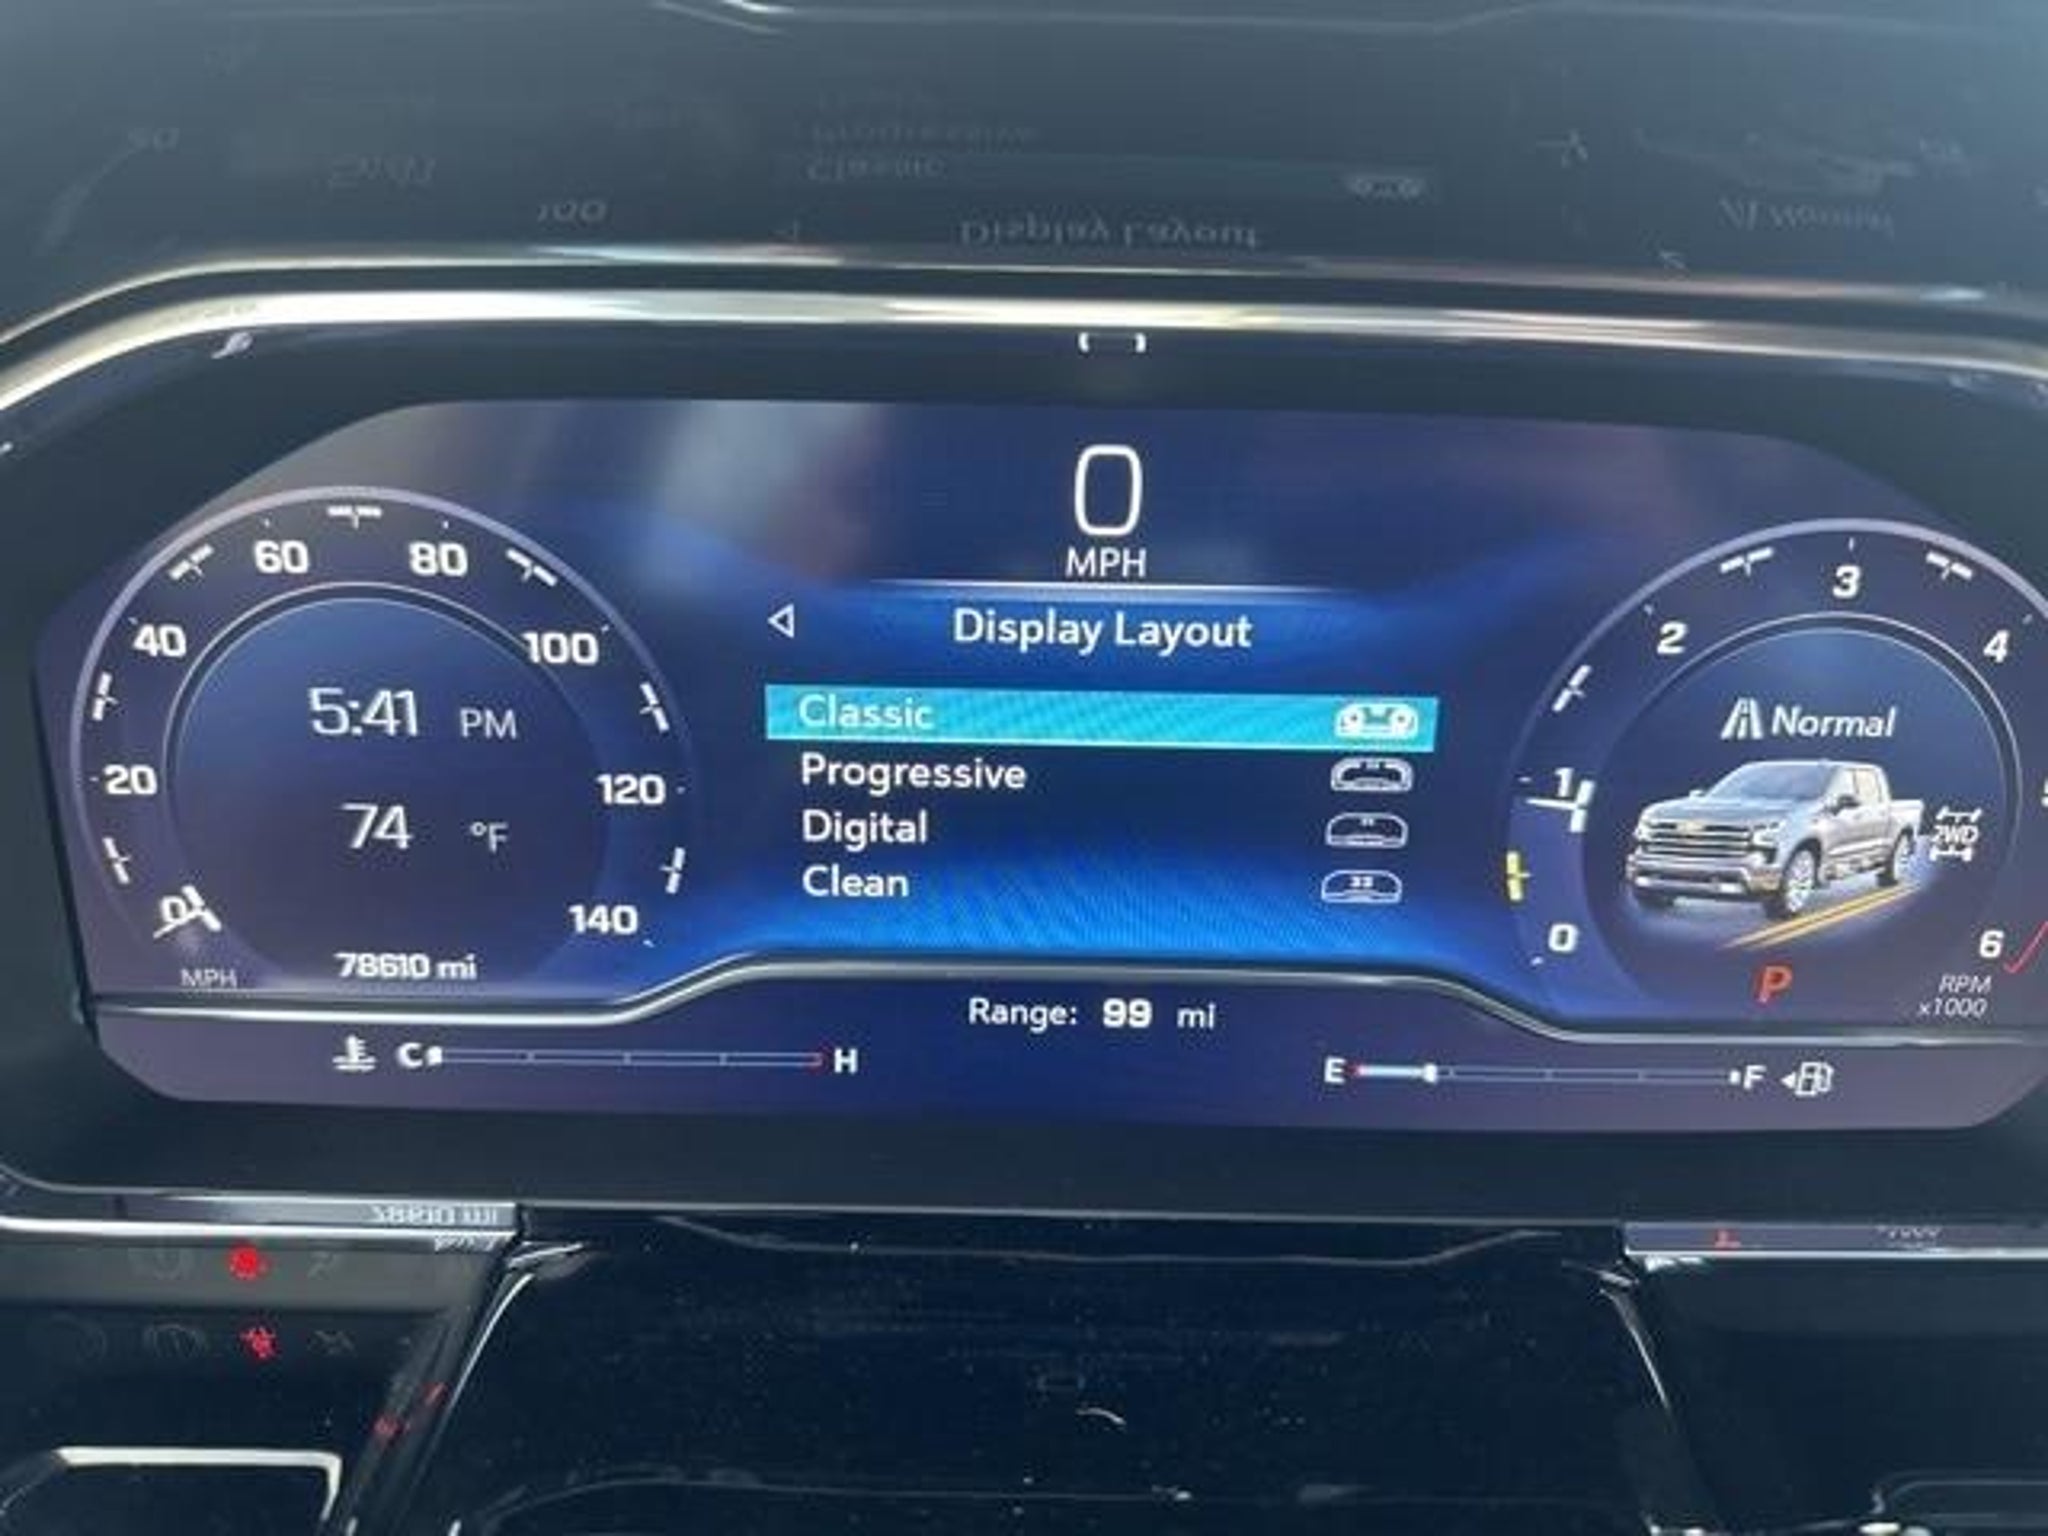 0
MPH
Display Layout
Classic
Progressive
Digital
Clean
0
20
40
60
80
100
120
140
5:41 PM
74 °F
78610 mi
MPH
0
1
2
3
4
6
Normal
2WD
P
RPM
x1000
Range: 99 mi
C H
E F